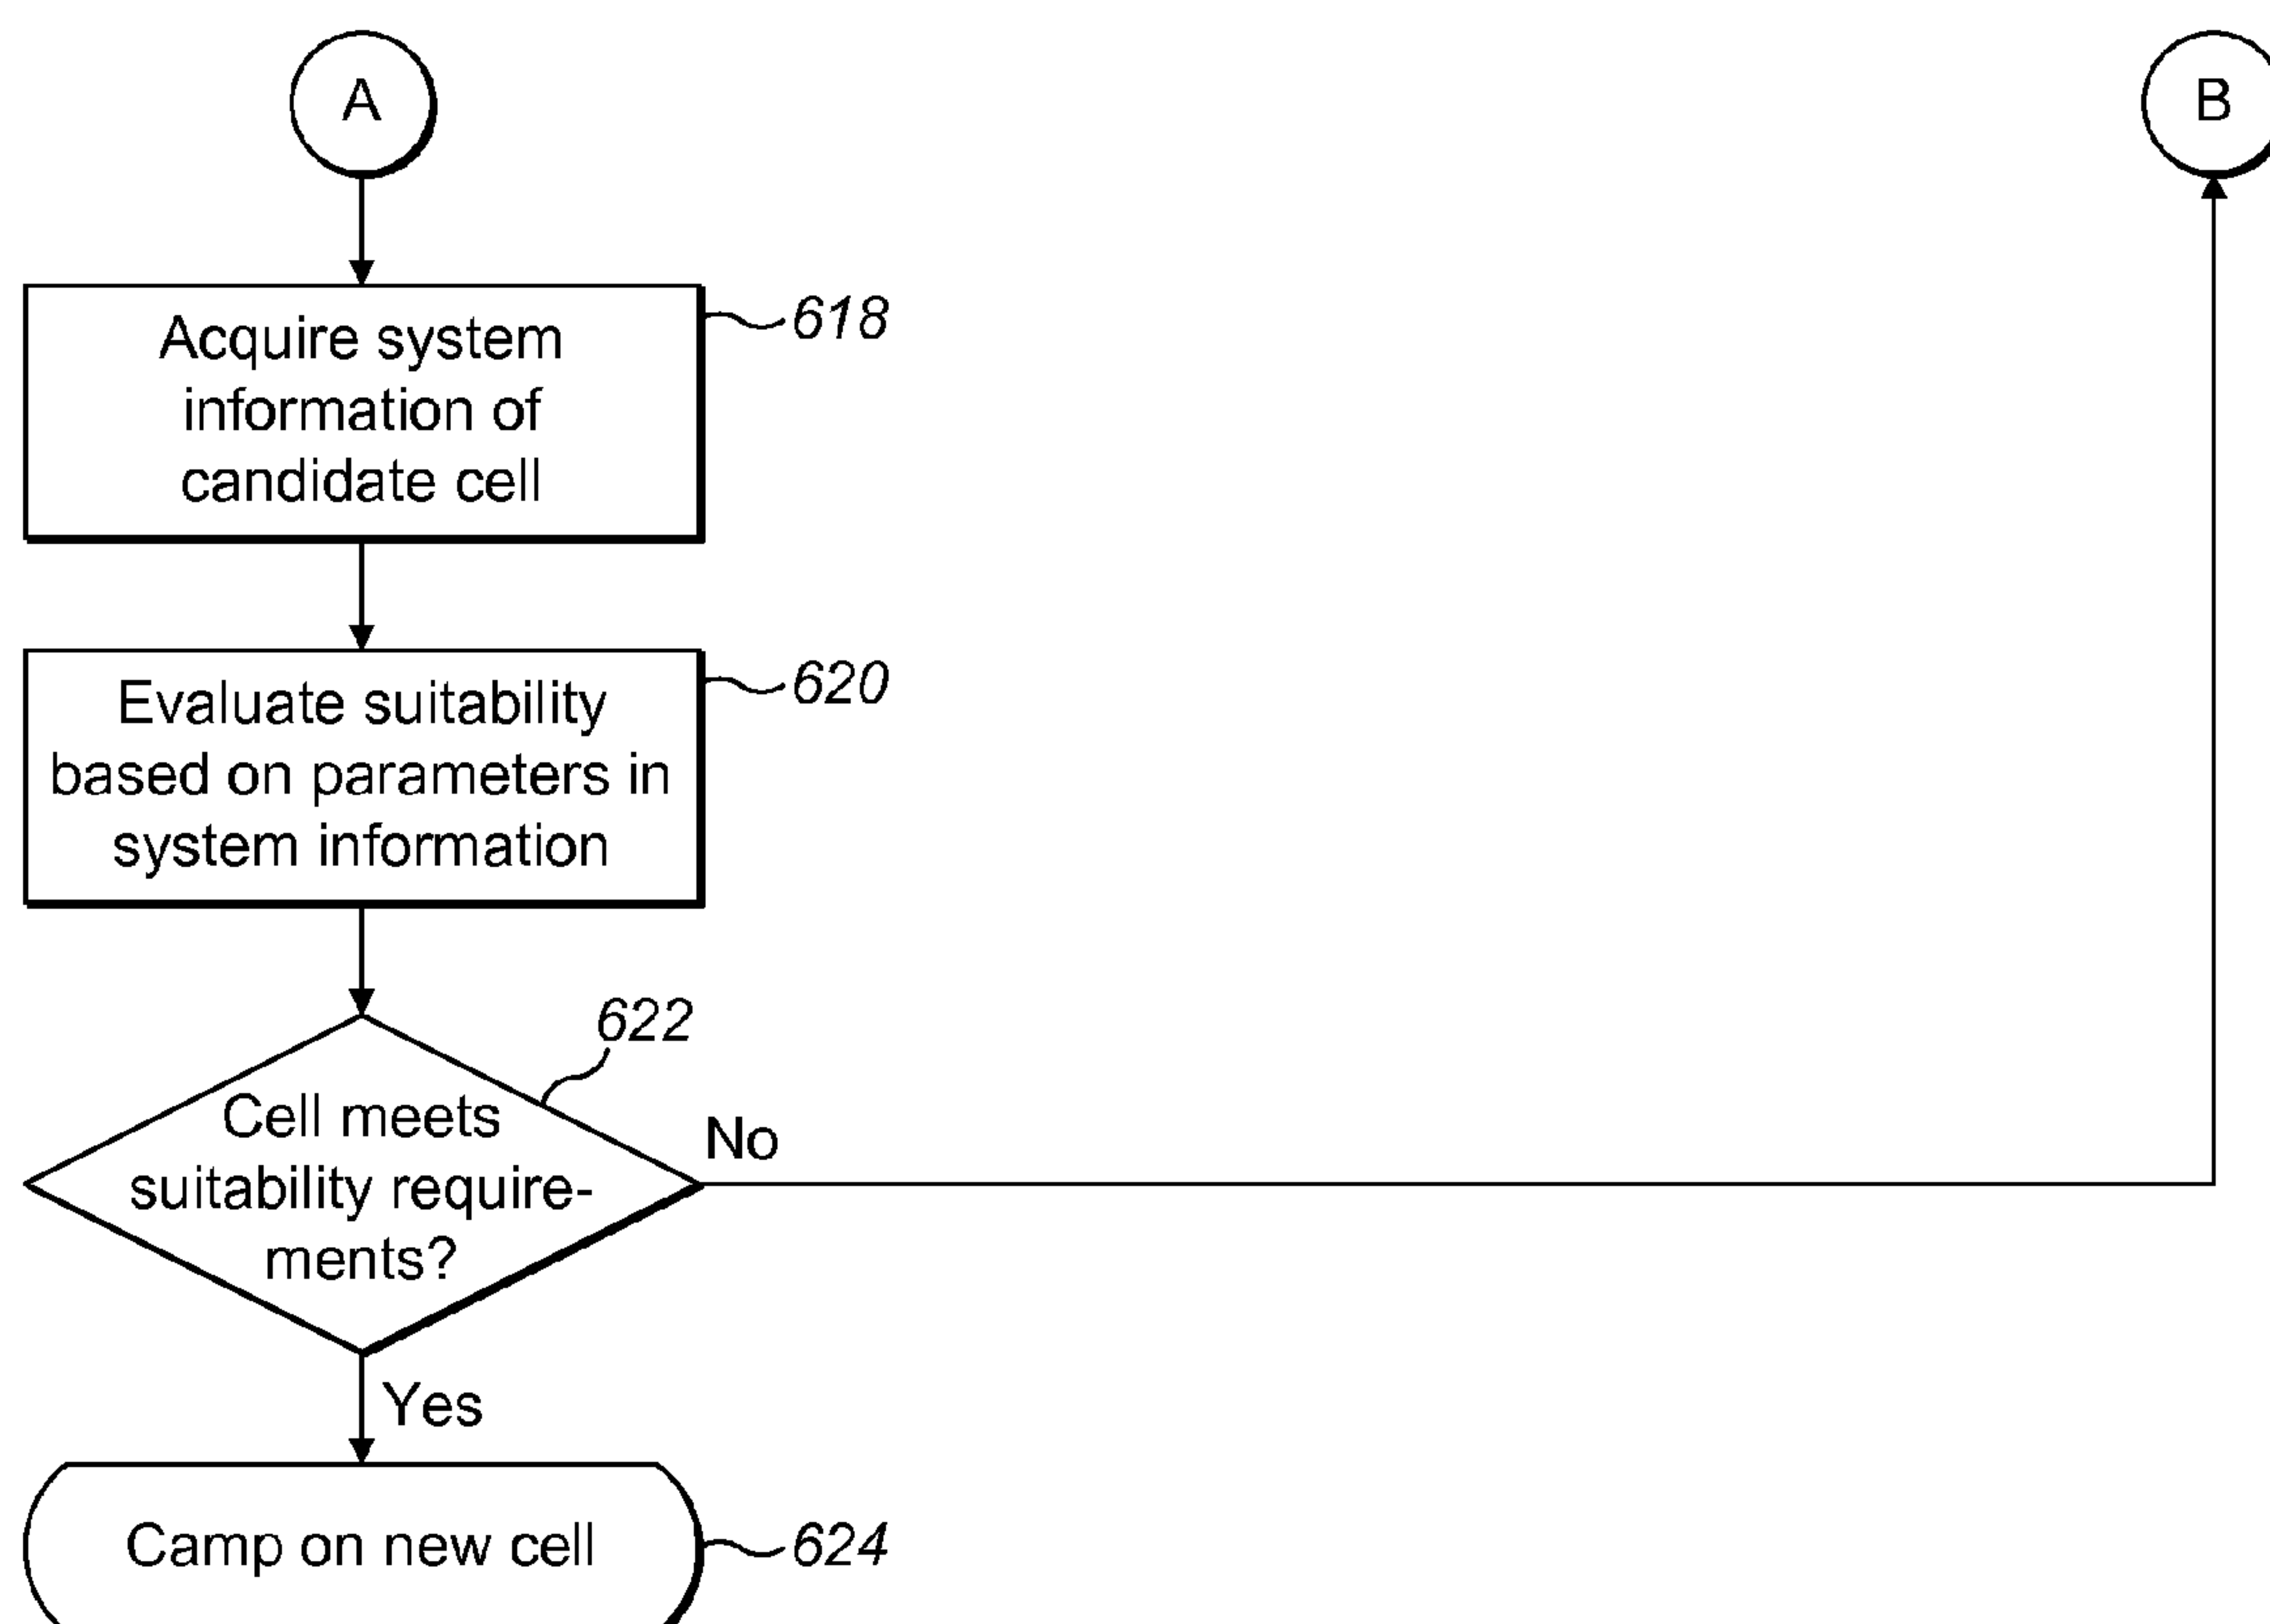 A
B
Acquire system
information of
candidate cell
618
Evaluate suitability
based on parameters in
system information
620
622
Cell meets
suitability require-
ments?
No
Yes
Camp on new cell
624